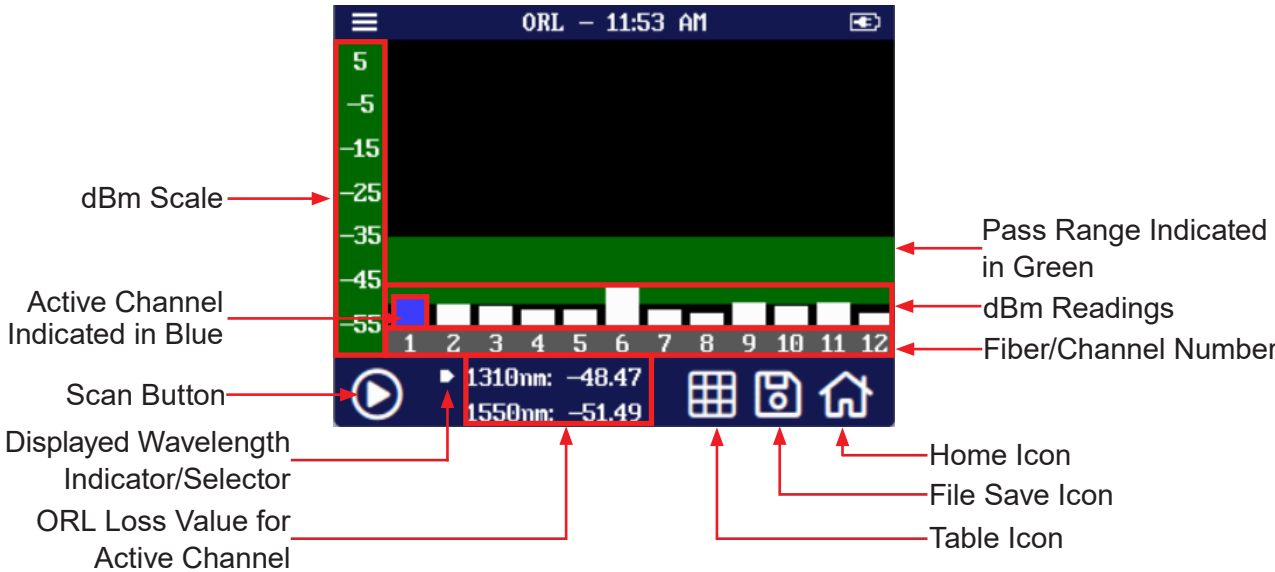 ORL – 11:53 AM
5
–5
–15
–25
–35
–45
–55
1 2 3 4 5 6 7 8 9 10 11 12
1310nm: –48.47
1550nm: –51.49
dBm Scale
Active Channel
Indicated in Blue
Scan Button
Displayed Wavelength
Indicator/Selector
ORL Loss Value for
Active Channel
Pass Range Indicated
in Green
dBm Readings
Fiber/Channel Number
Home Icon
File Save Icon
Table Icon